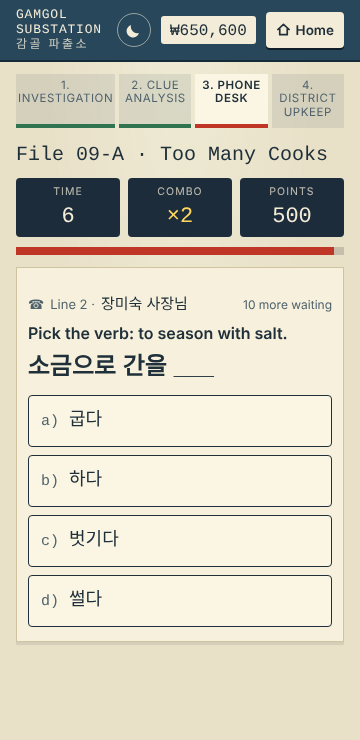 GAMGOL
SUBSTATION
감골 파출소
₩650,600
Home
1.
INVESTIGATION
2. CLUE
ANALYSIS
3. PHONE
DESK
4.
DISTRICT
UPKEEP
File 09-A · Too Many Cooks
TIME
6
COMBO
×2
POINTS
500
☎ Line 2 · 장미숙 사장님
10 more waiting
Pick the verb: to season with salt.
소금으로 간을 ____
a) 굽다
b) 하다
c) 벗기다
d) 썰다